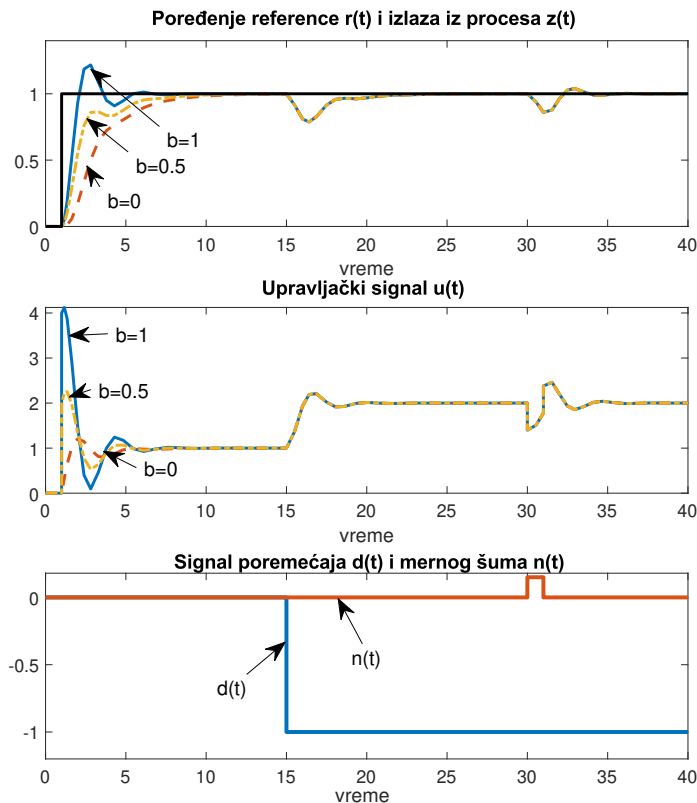 Poređenje reference r(t) i izlaza iz procesa z(t)
1
0.5
0
b=1
b=0.5
b=0
0 5 10 15 20 25 30 35 40
vreme
Upravljački signal u(t)
4
3
2
1
0
b=1
b=0.5
b=0
0 5 10 15 20 25 30 35 40
vreme
Signal poremećaja d(t) i mernog šuma n(t)
0
-0.5
-1
n(t)
d(t)
0 5 10 15 20 25 30 35 40
vreme